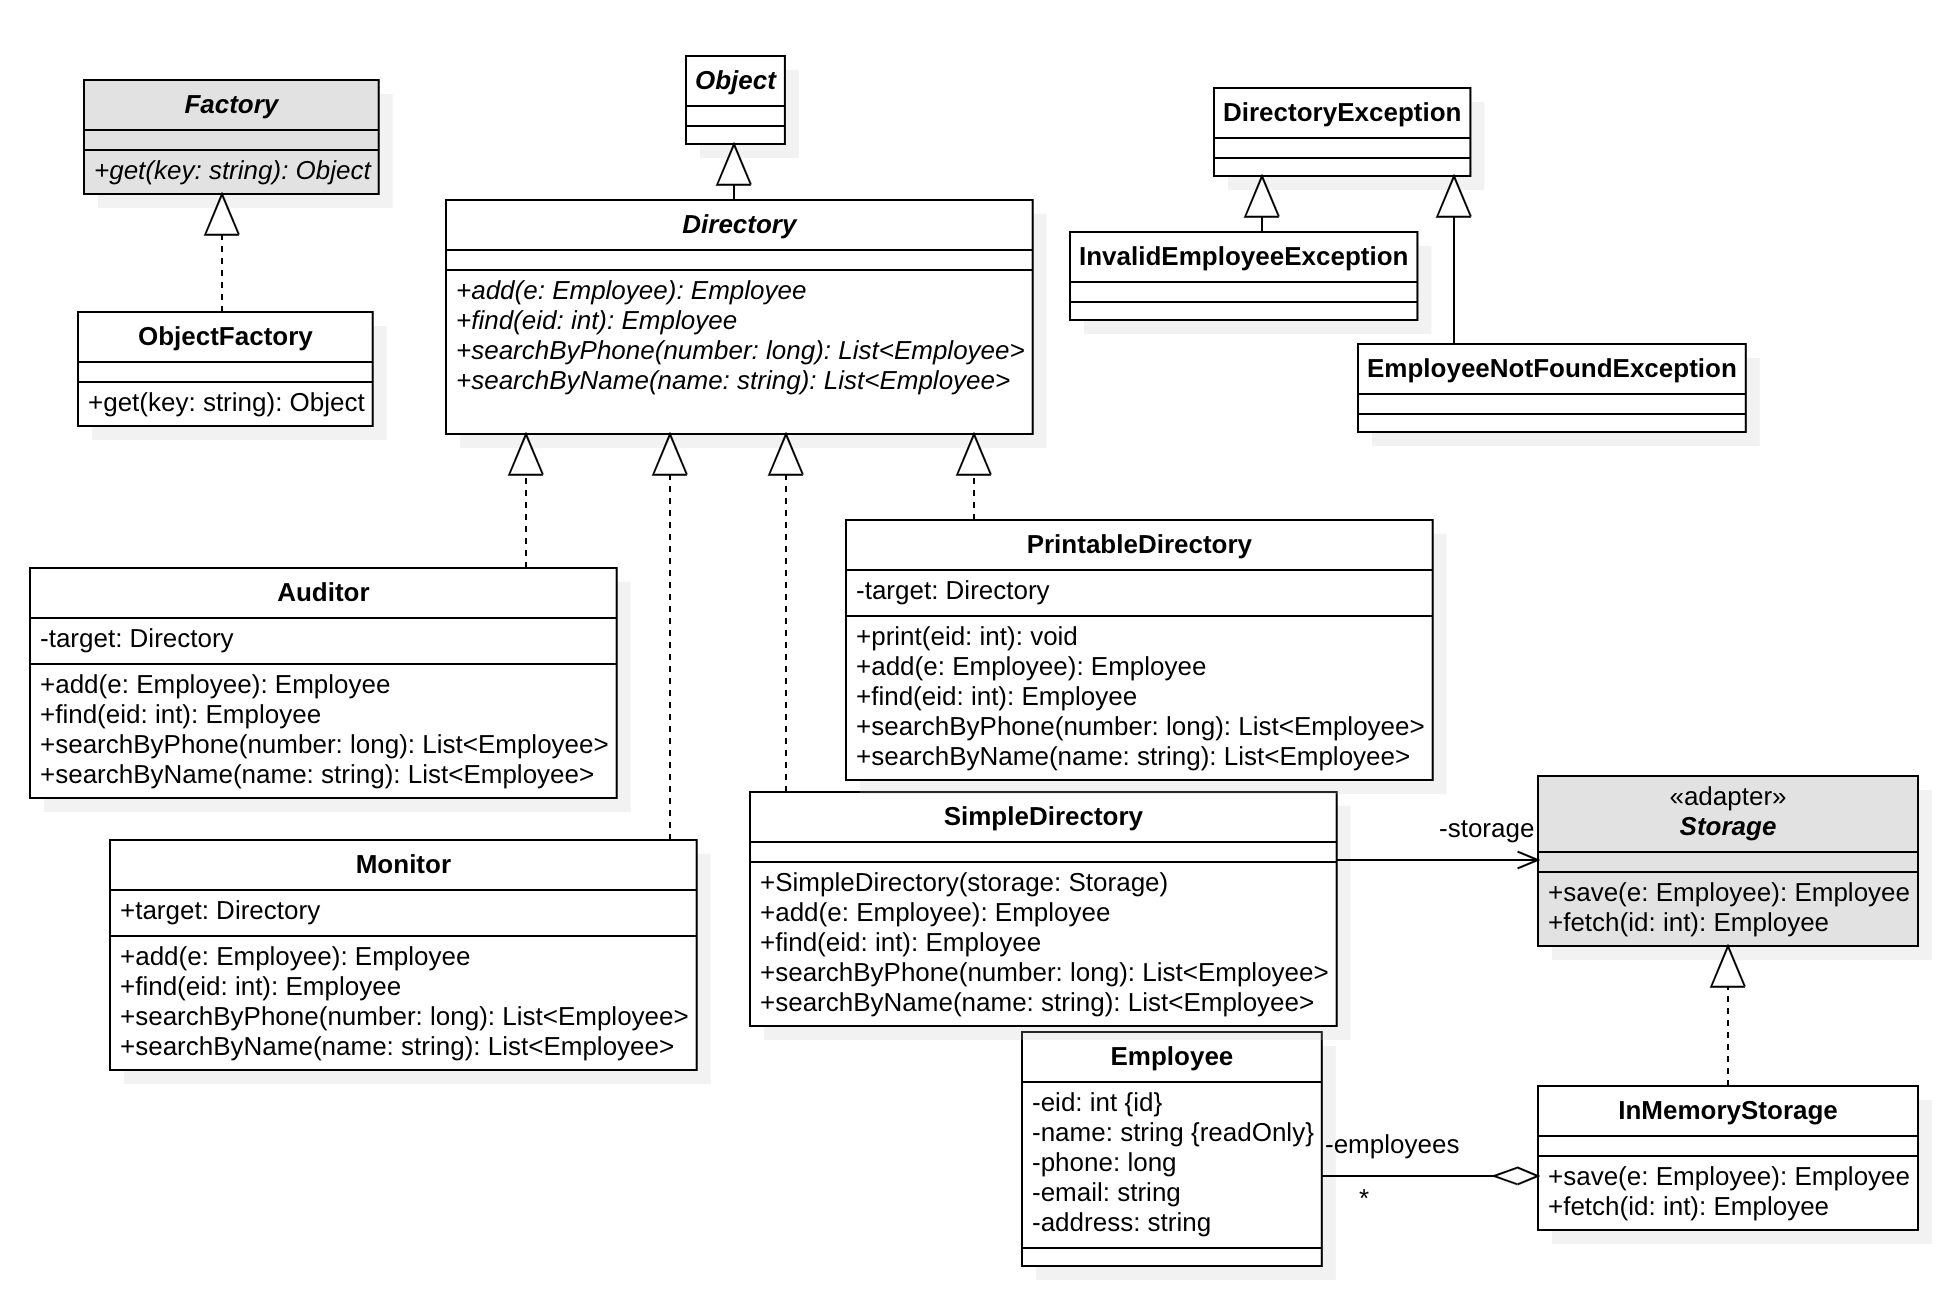 Factory
+get(key: string): Object
ObjectFactory
+get(key: string): Object
Object
Directory
+add(e: Employee): Employee
+find(eid: int): Employee
+searchByPhone(number: long): List<Employee>
+searchByName(name: string): List<Employee>
DirectoryException
InvalidEmployeeException
EmployeeNotFoundException
Auditor
-target: Directory
+add(e: Employee): Employee
+find(eid: int): Employee
+searchByPhone(number: long): List<Employee>
+searchByName(name: string): List<Employee>
Monitor
+target: Directory
+add(e: Employee): Employee
+find(eid: int): Employee
+searchByPhone(number: long): List<Employee>
+searchByName(name: string): List<Employee>
PrintableDirectory
-target: Directory
+print(eid: int): void
+add(e: Employee): Employee
+find(eid: int): Employee
+searchByPhone(number: long): List<Employee>
+searchByName(name: string): List<Employee>
SimpleDirectory
+SimpleDirectory(storage: Storage)
+add(e: Employee): Employee
+find(eid: int): Employee
+searchByPhone(number: long): List<Employee>
+searchByName(name: string): List<Employee>
-storage
«adapter»
Storage
+save(e: Employee): Employee
+fetch(id: int): Employee
Employee
-eid: int {id}
-name: string {readOnly}
-phone: long
-email: string
-address: string
-employees
*
InMemoryStorage
+save(e: Employee): Employee
+fetch(id: int): Employee